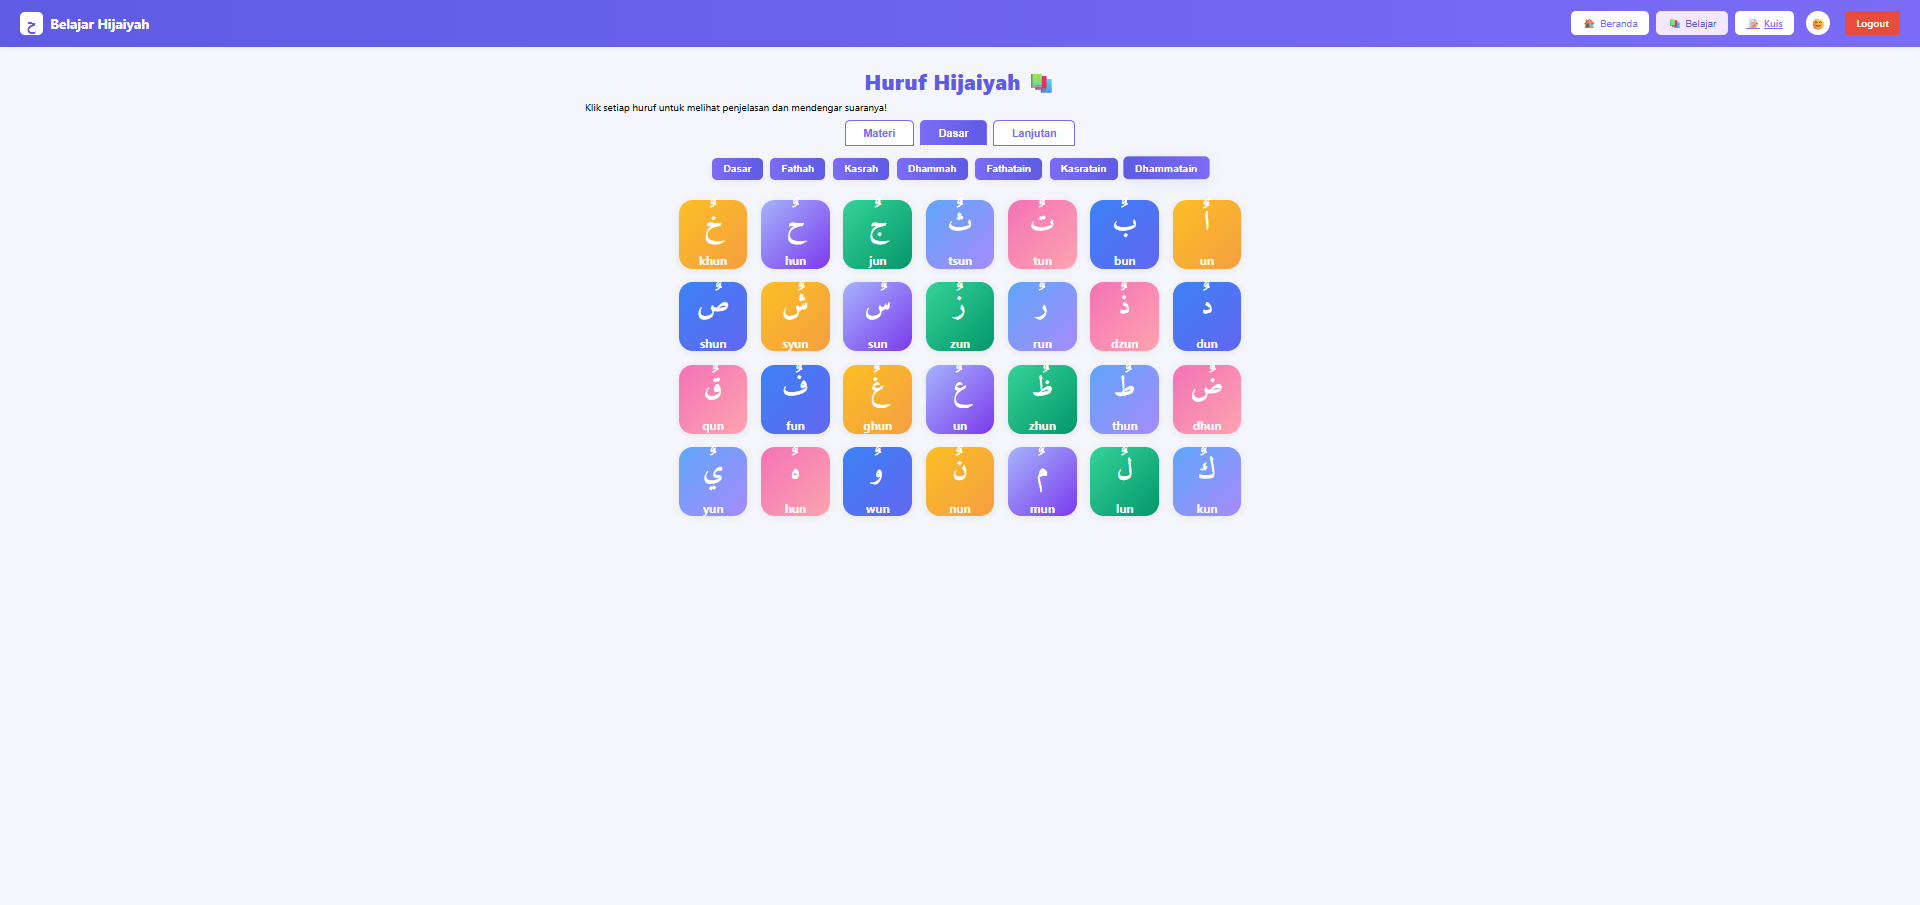 ح Belajar Hijaiyah
🏠 Beranda 📚 Belajar 📝 Kuis 😊 Logout
Huruf Hijaiyah 📚
Klik setiap huruf untuk melihat penjelasan dan mendengar suaranya!
Materi Dasar Lanjutan
Dasar Fathah Kasrah Dhammah Fathatain Kasratain Dhammatain
اٌ بٌ تٌ ثٌ جٌ حٌ خٌ
un bun tun tsun jun hun khun
دٌ ذٌ رٌ زٌ سٌ شٌ صٌ
dun dzun run zun sun syun shun
ضٌ طٌ ظٌ عٌ غٌ فٌ قٌ
dhun thun zhun un ghun fun qun
كٌ لٌ مٌ نٌ وٌ هٌ يٌ
kun lun mun nun wun hun yun